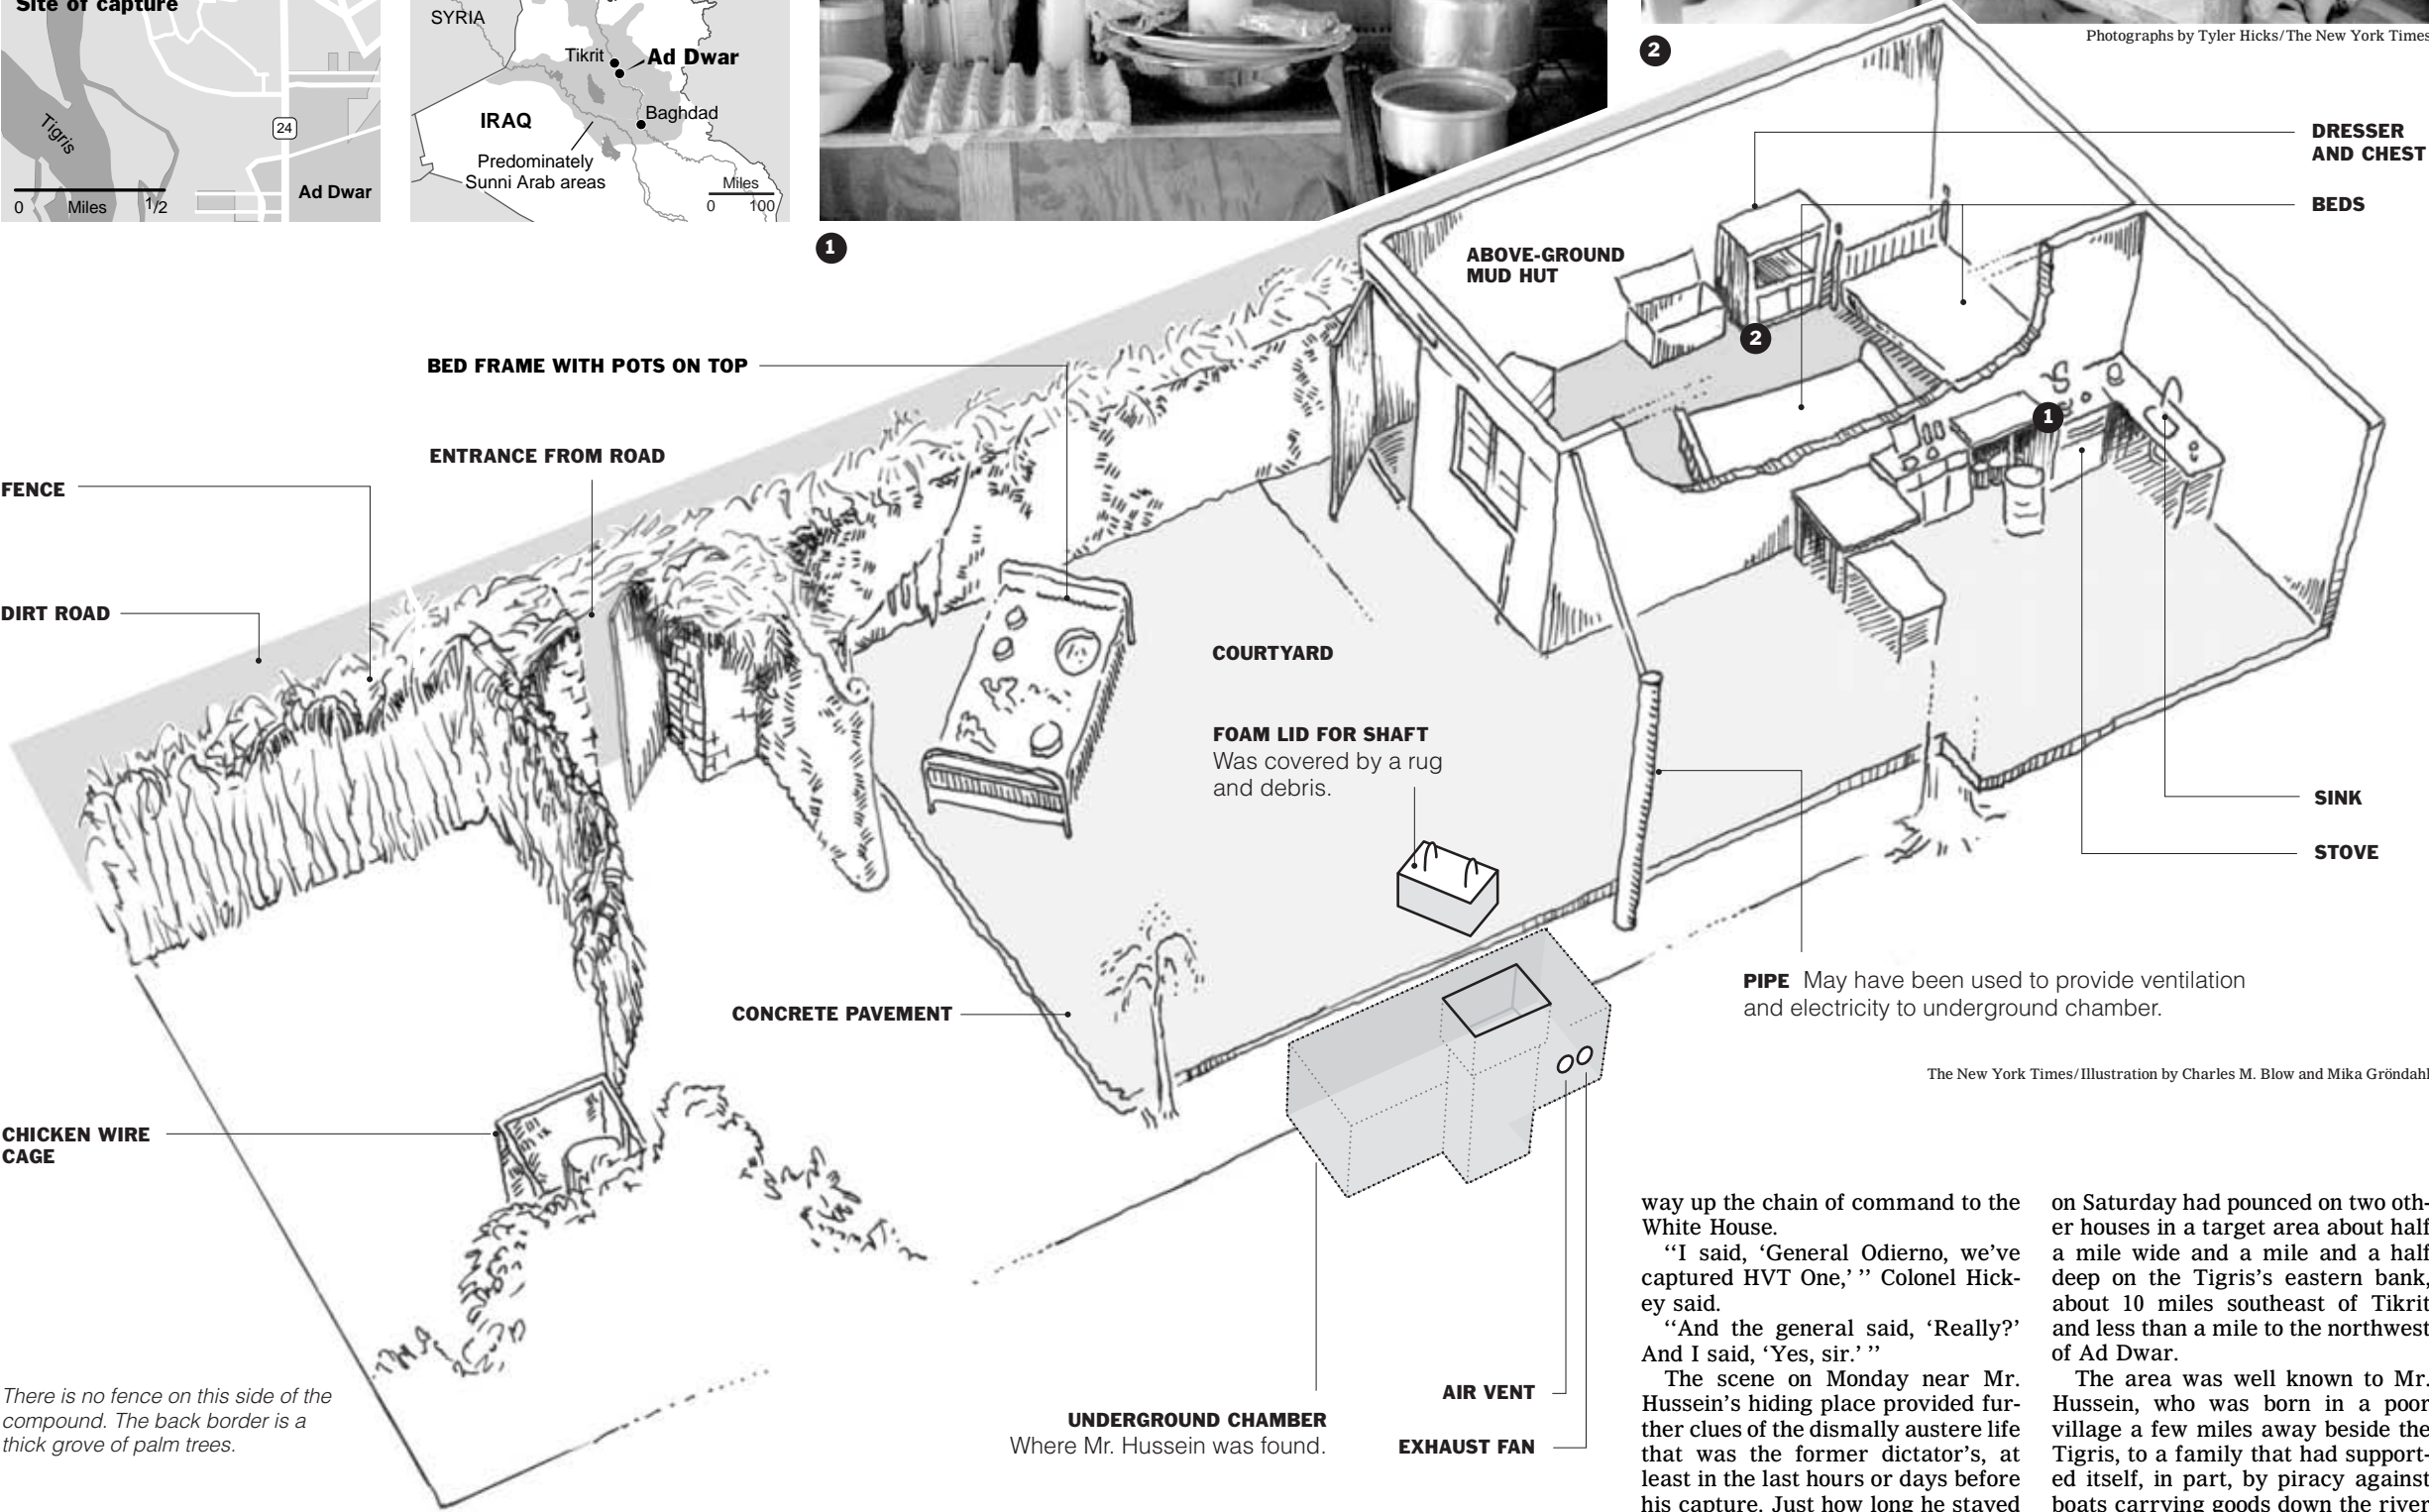 Site of capture
Tigris
24
Ad Dwar
0 Miles 1/2
SYRIA
Tikrit
Ad Dwar
IRAQ
Baghdad
Predominately
Sunni Arab areas
Miles
0 100
1
2
Photographs by Tyler Hicks/The New York Times
DRESSER
AND CHEST
BEDS
ABOVE-GROUND
MUD HUT
2
1
BED FRAME WITH POTS ON TOP
ENTRANCE FROM ROAD
FENCE
DIRT ROAD
COURTYARD
FOAM LID FOR SHAFT
Was covered by a rug
and debris.
SINK
STOVE
PIPE May have been used to provide ventilation
and electricity to underground chamber.
CONCRETE PAVEMENT
The New York Times/Illustration by Charles M. Blow and Mika Gröndahl
CHICKEN WIRE
CAGE
There is no fence on this side of the
compound. The back border is a
thick grove of palm trees.
UNDERGROUND CHAMBER
Where Mr. Hussein was found.
AIR VENT
EXHAUST FAN
way up the chain of command to the
White House.
‘‘I said, ‘General Odierno, we’ve
captured HVT One,’ ’’ Colonel Hick-
ey said.
‘‘And the general said, ‘Really?’
And I said, ‘Yes, sir.’ ’’
The scene on Monday near Mr.
Hussein’s hiding place provided fur-
ther clues of the dismally austere life
that was the former dictator’s, at
least in the last hours or days before
his capture. Just how long he stayed
on Saturday had pounced on two oth-
er houses in a target area about half
a mile wide and a mile and a half
deep on the Tigris’s eastern bank,
about 10 miles southeast of Tikrit
and less than a mile to the northwest
of Ad Dwar.
The area was well known to Mr.
Hussein, who was born in a poor
village a few miles away beside the
Tigris, to a family that had support-
ed itself, in part, by piracy against
boats carrying goods down the river